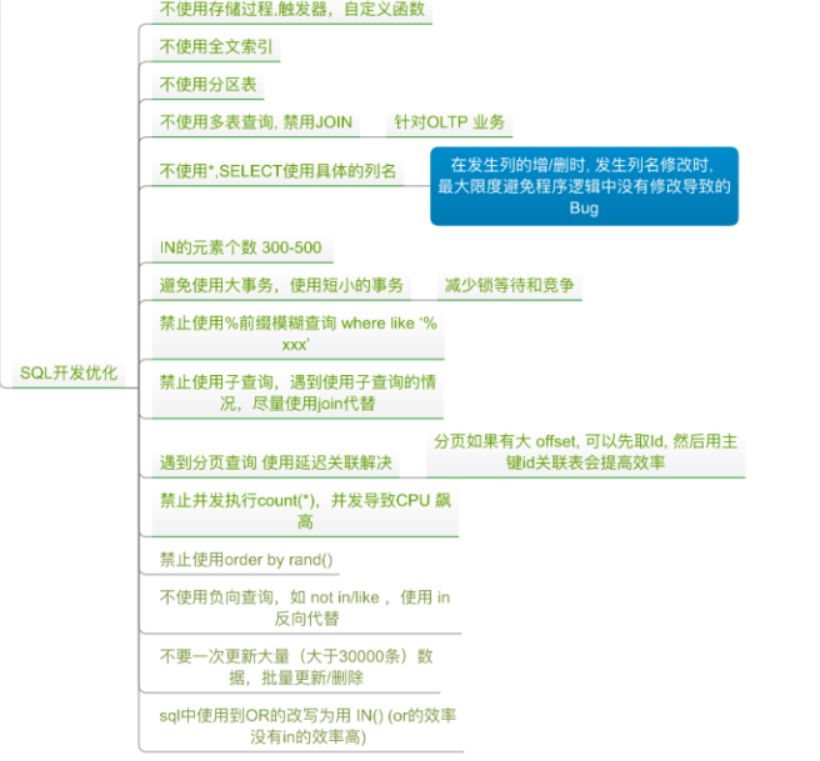 不使用存储过程,触发器，自定义函数
不使用全文索引
不使用分区表
不使用多表查询, 禁用JOIN
针对OLTP 业务
不使用*,SELECT使用具体的列名
在发生列的增/删时, 发生列名修改时,
最大限度避免程序逻辑中没有修改导致的
Bug
IN的元素个数 300-500
避免使用大事务，使用短小的事务
减少锁等待和竞争
禁止使用%前缀模糊查询 where like '%
xxx'
SQL开发优化
禁止使用子查询，遇到使用子查询的情
况，尽量使用join代替
遇到分页查询 使用延迟关联解决
分页如果有大 offset, 可以先取Id, 然后用主
键id关联表会提高效率
禁止并发执行count(*)，并发导致CPU 飙
高
禁止使用order by rand()
不使用负向查询，如 not in/like ，使用 in
反向代替
不要一次更新大量（大于30000条）数
据，批量更新/删除
sql中使用到OR的改写为用 IN() (or的效率
没有in的效率高)